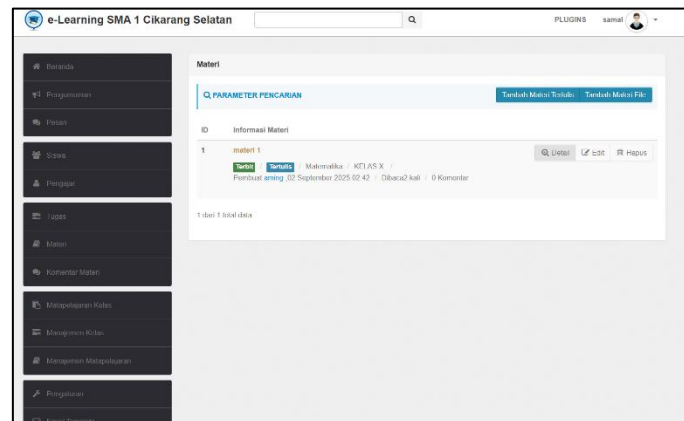 e-Learning SMA 1 Cikarang Selatan
PLUGINS samal
Beranda
Pengumuman
Pesan
Siswa
Pengajar
Tugas
Materi
Komentar Materi
Matapelajaran Kelas
Manajemen Kelas
Manajemen Matapelajaran
Pengaturan
Materi
PARAMETER PENCARIAN
Tambah Materi Tertulis Tambah Materi File
ID Informasi Materi
1 materi 1
Detail Edit Hapus
Terbit / Tertulis / Matematika / KELAS X /
Pembuat aming ,02 September 2025 02:42 / Dibaca2 kali / 0 Komentar
1 dari 1 total data